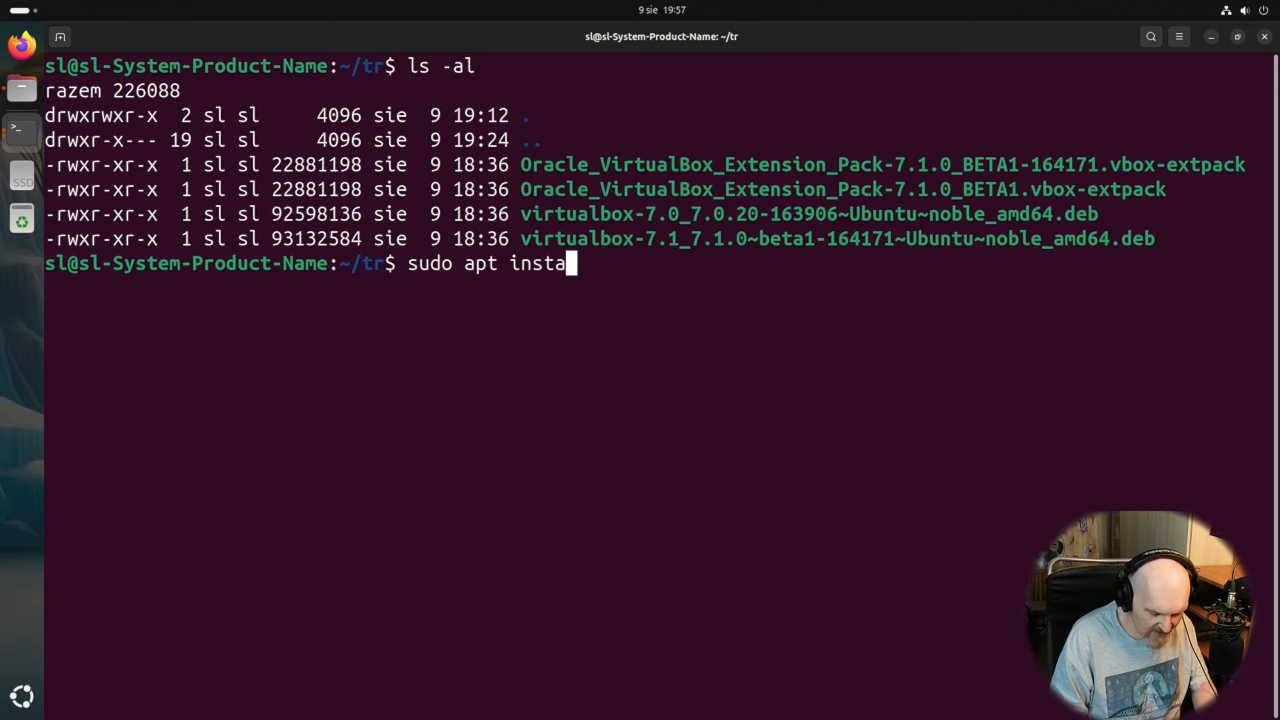 9 sie 19:57
sl@sl-System-Product-Name: ~/tr
sl@sl-System-Product-Name:~/tr$ ls -al
razem 226088
drwxrwxr-x 2 sl sl 4096 sie 9 19:12 .
drwxr-x--- 19 sl sl 4096 sie 9 19:24 ..
-rwxr-xr-x 1 sl sl 22881198 sie 9 18:36 Oracle_VirtualBox_Extension_Pack-7.1.0_BETA1-164171.vbox-extpack
-rwxr-xr-x 1 sl sl 22881198 sie 9 18:36 Oracle_VirtualBox_Extension_Pack-7.1.0_BETA1.vbox-extpack
-rwxr-xr-x 1 sl sl 92598136 sie 9 18:36 virtualbox-7.0_7.0.20-163906~Ubuntu~noble_amd64.deb
-rwxr-xr-x 1 sl sl 93132584 sie 9 18:36 virtualbox-7.1_7.1.0~beta1-164171~Ubuntu~noble_amd64.deb
sl@sl-System-Product-Name:~/tr$ sudo apt insta
SSD